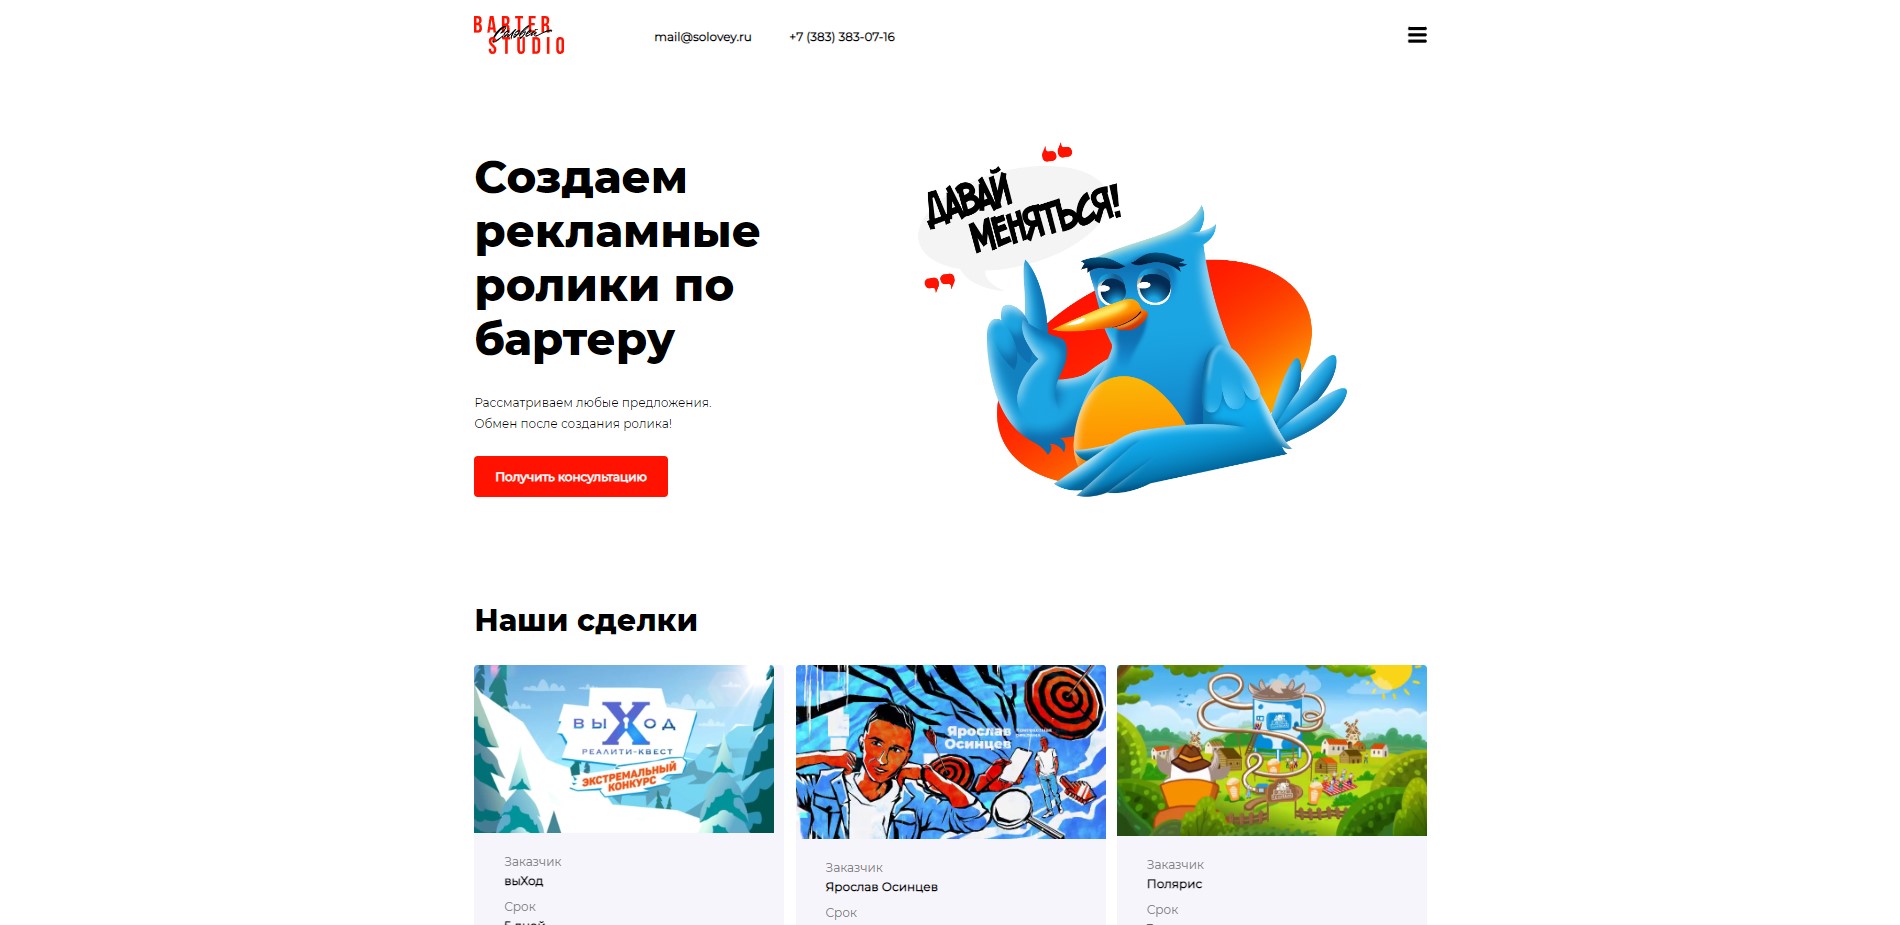 BARTER
Соловей
STUDIO
mail@solovey.ru
+7 (383) 383-07-16
Создаем
рекламные
ролики по
бартеру
Рассматриваем любые предложения.
Обмен после создания ролика!
Получить консультацию
ДАВАЙ
МЕНЯТЬСЯ!
Наши сделки
ВЫХОД
РЕАЛИТИ-КВЕСТ
ЭКСТРЕМАЛЬНЫЙ
КОНКУРС
Заказчик
выХод
Срок
5 дней
Ярослав
Осинцев
Заказчик
Ярослав Осинцев
Срок
Заказчик
Полярис
Срок